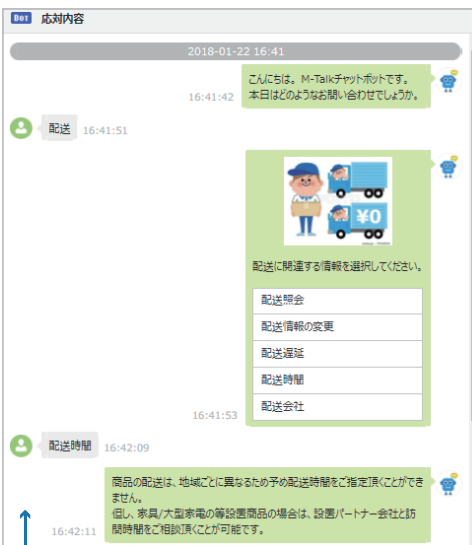 Bot 応対内容
2018-01-22 16:41
こんにちは。M-Talkチャットボットです。
本日はどのようなお問い合わせでしょうか。
16:41:42
配送 16:41:51
¥0
配送に関連する情報を選択してください。
配送照会
配送情報の変更
配送遅延
配送時間
配送会社
16:41:53
配送時間 16:42:09
商品の配送は、地域ごとに異なるため予め配送時間をご指定頂くことができ
ません。
但し、家具/大型家電の等設置商品の場合は、設置パートナー会社と訪
問時間をご相談頂くことが可能です。
16:42:11